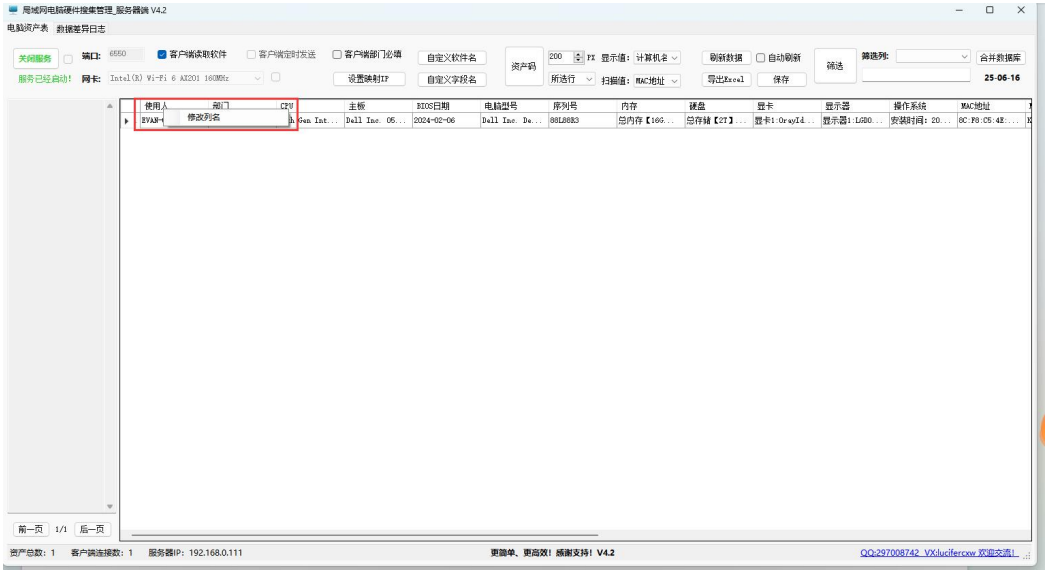 局域网电脑硬件搜集管理_服务器端 V4.2
电脑资产表 数据差异日志
关闭服务 端口: 6550 客户端读取软件 客户端定时发送 客户端部门必填 自定义软件名 资产码 200 PX 显示值: 计算机名 刷新数据 自动刷新 筛选 筛选列: 合并数据库
服务已经启动! 网卡: Intel(R) Wi-Fi 6 AX201 160MHz 设置映射IP 自定义字段名 所选行 扫描值: MAC地址 导出Excel 保存 25-06-16
使用人 部门 CPU 主板 BIOS日期 电脑型号 序列号 内存 硬盘 显卡 显示器 操作系统 MAC地址
修改列名
EVAN- Gen Int... Dell Inc. 05... 2024-02-06 Dell Inc. De... 88L88R3 总内存【16G... 总存储【2T】... 显卡1:OrayId... 显示器1:LGD0... 安装时间: 20... 8C:F8:C5:4E:...
前一页 1/1 后一页
资产总数: 1 客户端连接数: 1 服务器IP: 192.168.0.111 更简单、更高效! 感谢支持! V4.2 QQ:297008742 VX:lucifercxw 欢迎交流!